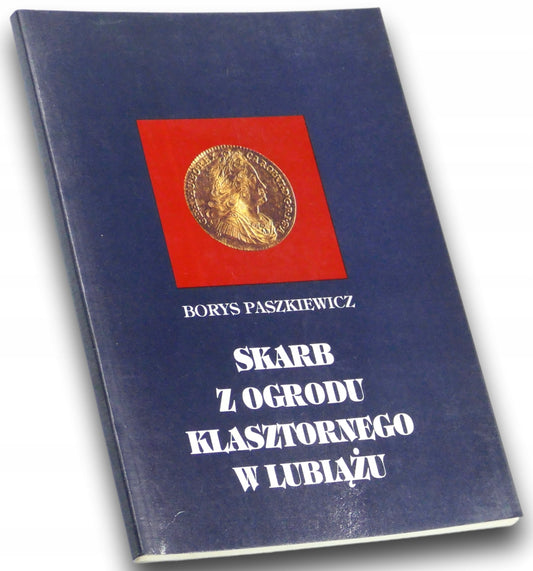 BORYS PASZKIEWICZ
SKARB
Z OGRODU
KLASZTORNEGO
W LUBIĄŻU